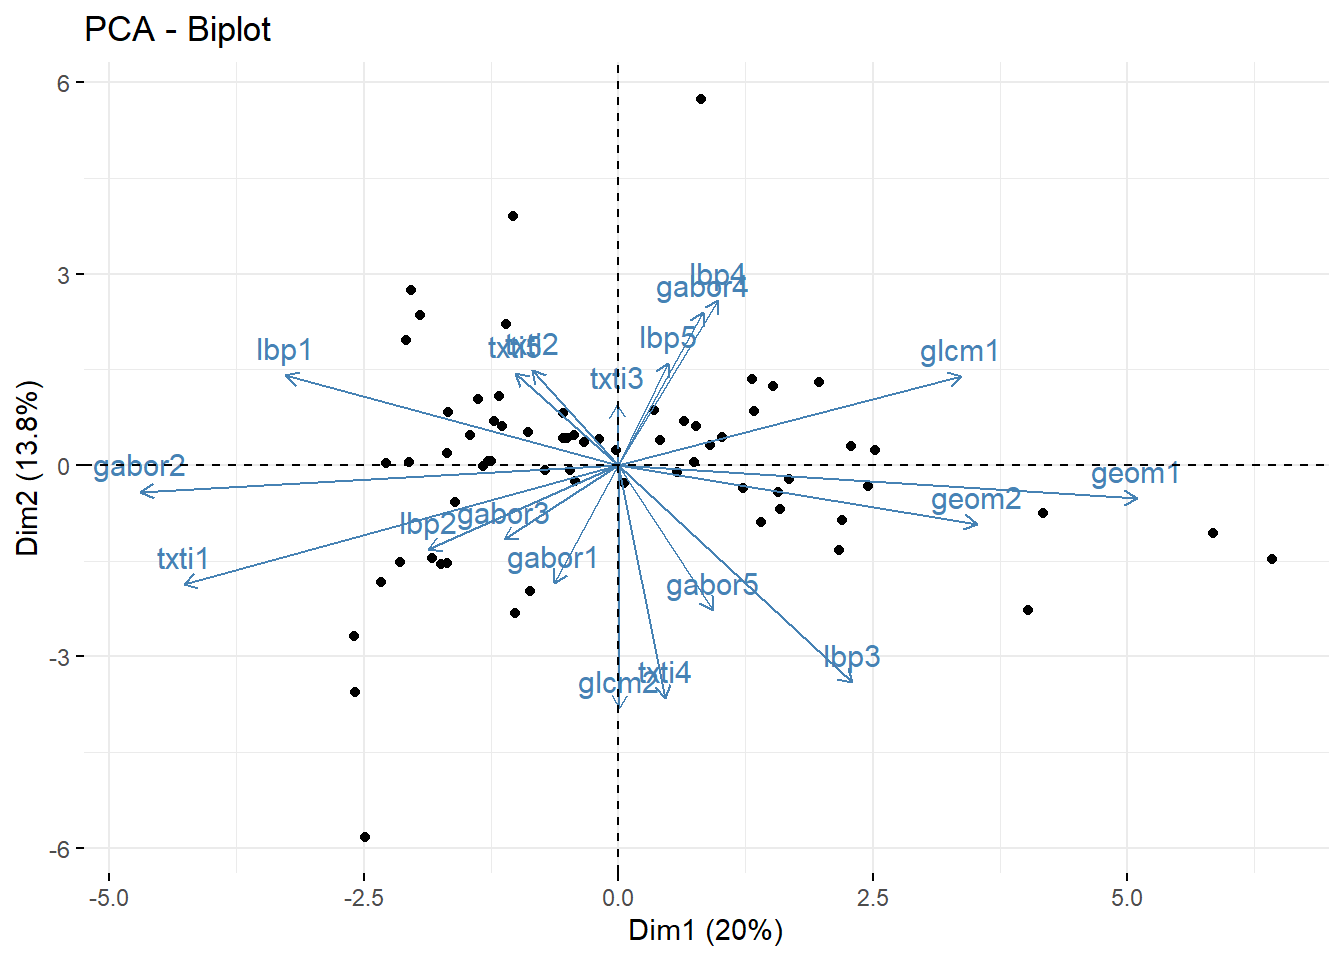 PCA - Biplot
6
3
0
-3
-6
Dim2 (13.8%)
lbp4
gabor4
lbp5
txti2
txti5
lbp1
glcm1
txti3
gabor2
geom1
geom2
gabor3
lbp2
txti1
gabor1
gabor5
lbp3
txti4
glcm2
-5.0
-2.5
0.0
2.5
5.0
Dim1 (20%)